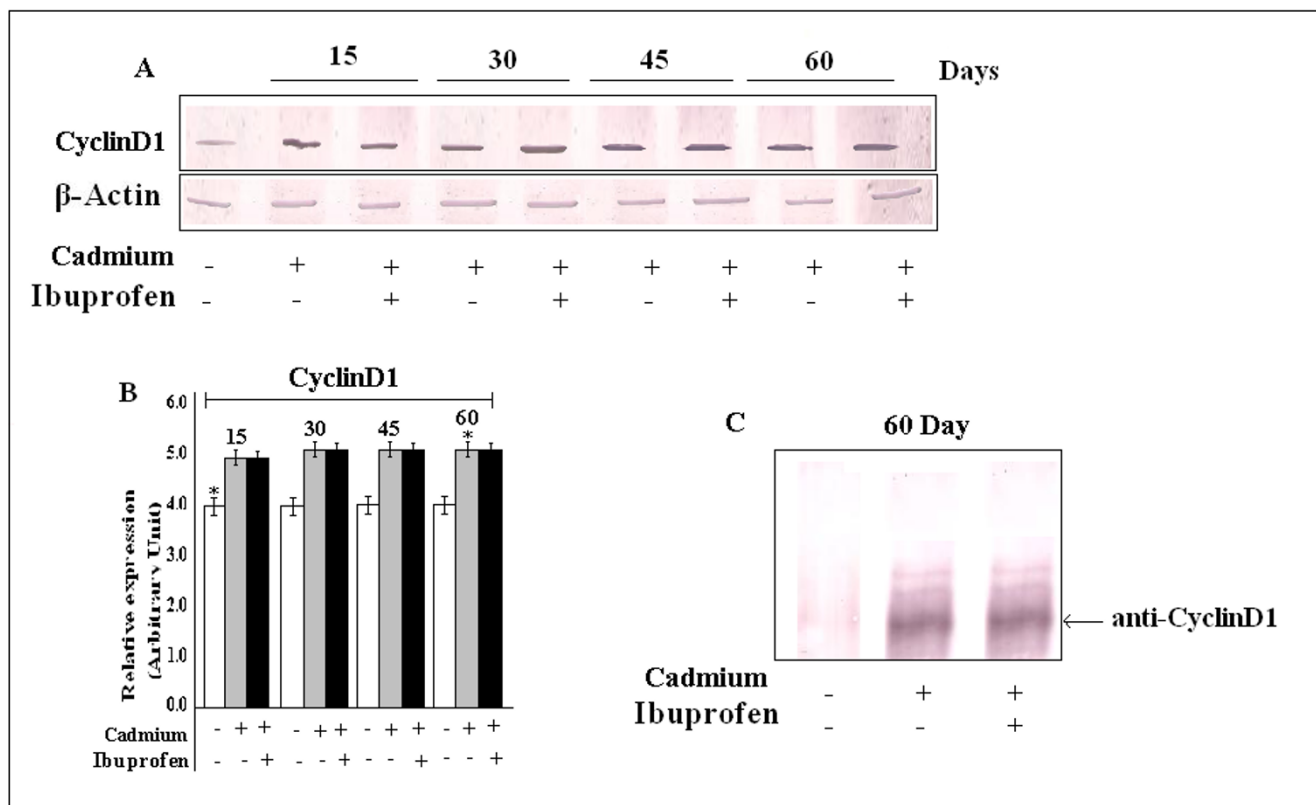 A 15 30 45 60 Days
CyclinD1
β-Actin
Cadmium - + + + + + + + +
Ibuprofen - - + - + - + - +
B CyclinD1
6.0
5.0
4.0
3.0
2.0
1.0
0.0
Relative expression
(Arbitrary Unit)
15 30 45 60
* *
Cadmium - + + - + + - + + - + +
Ibuprofen - - + - - + - - + - - +
C 60 Day
anti-CyclinD1
Cadmium - + +
Ibuprofen - - +